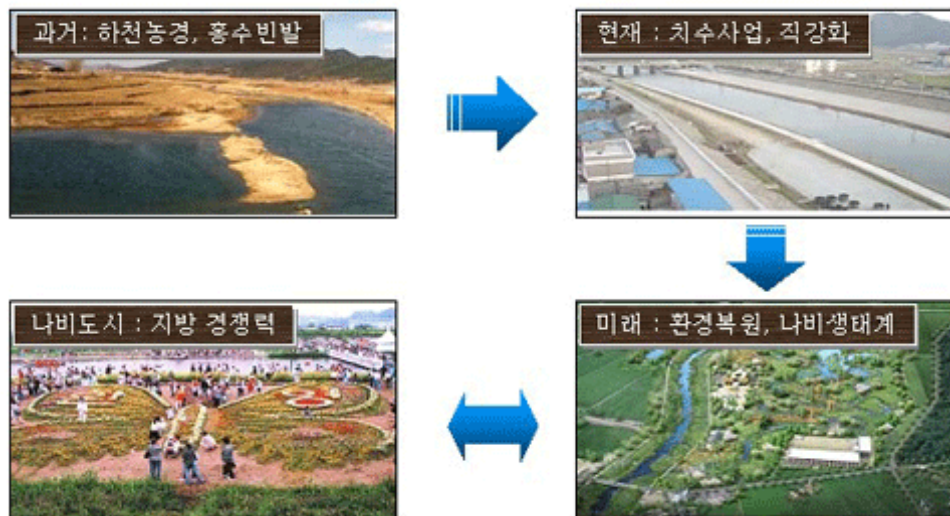 과거: 하천농경, 홍수빈발
현재 : 치수사업, 직강화
나비도시 : 지방 경쟁력
미래 : 환경복원, 나비생태계